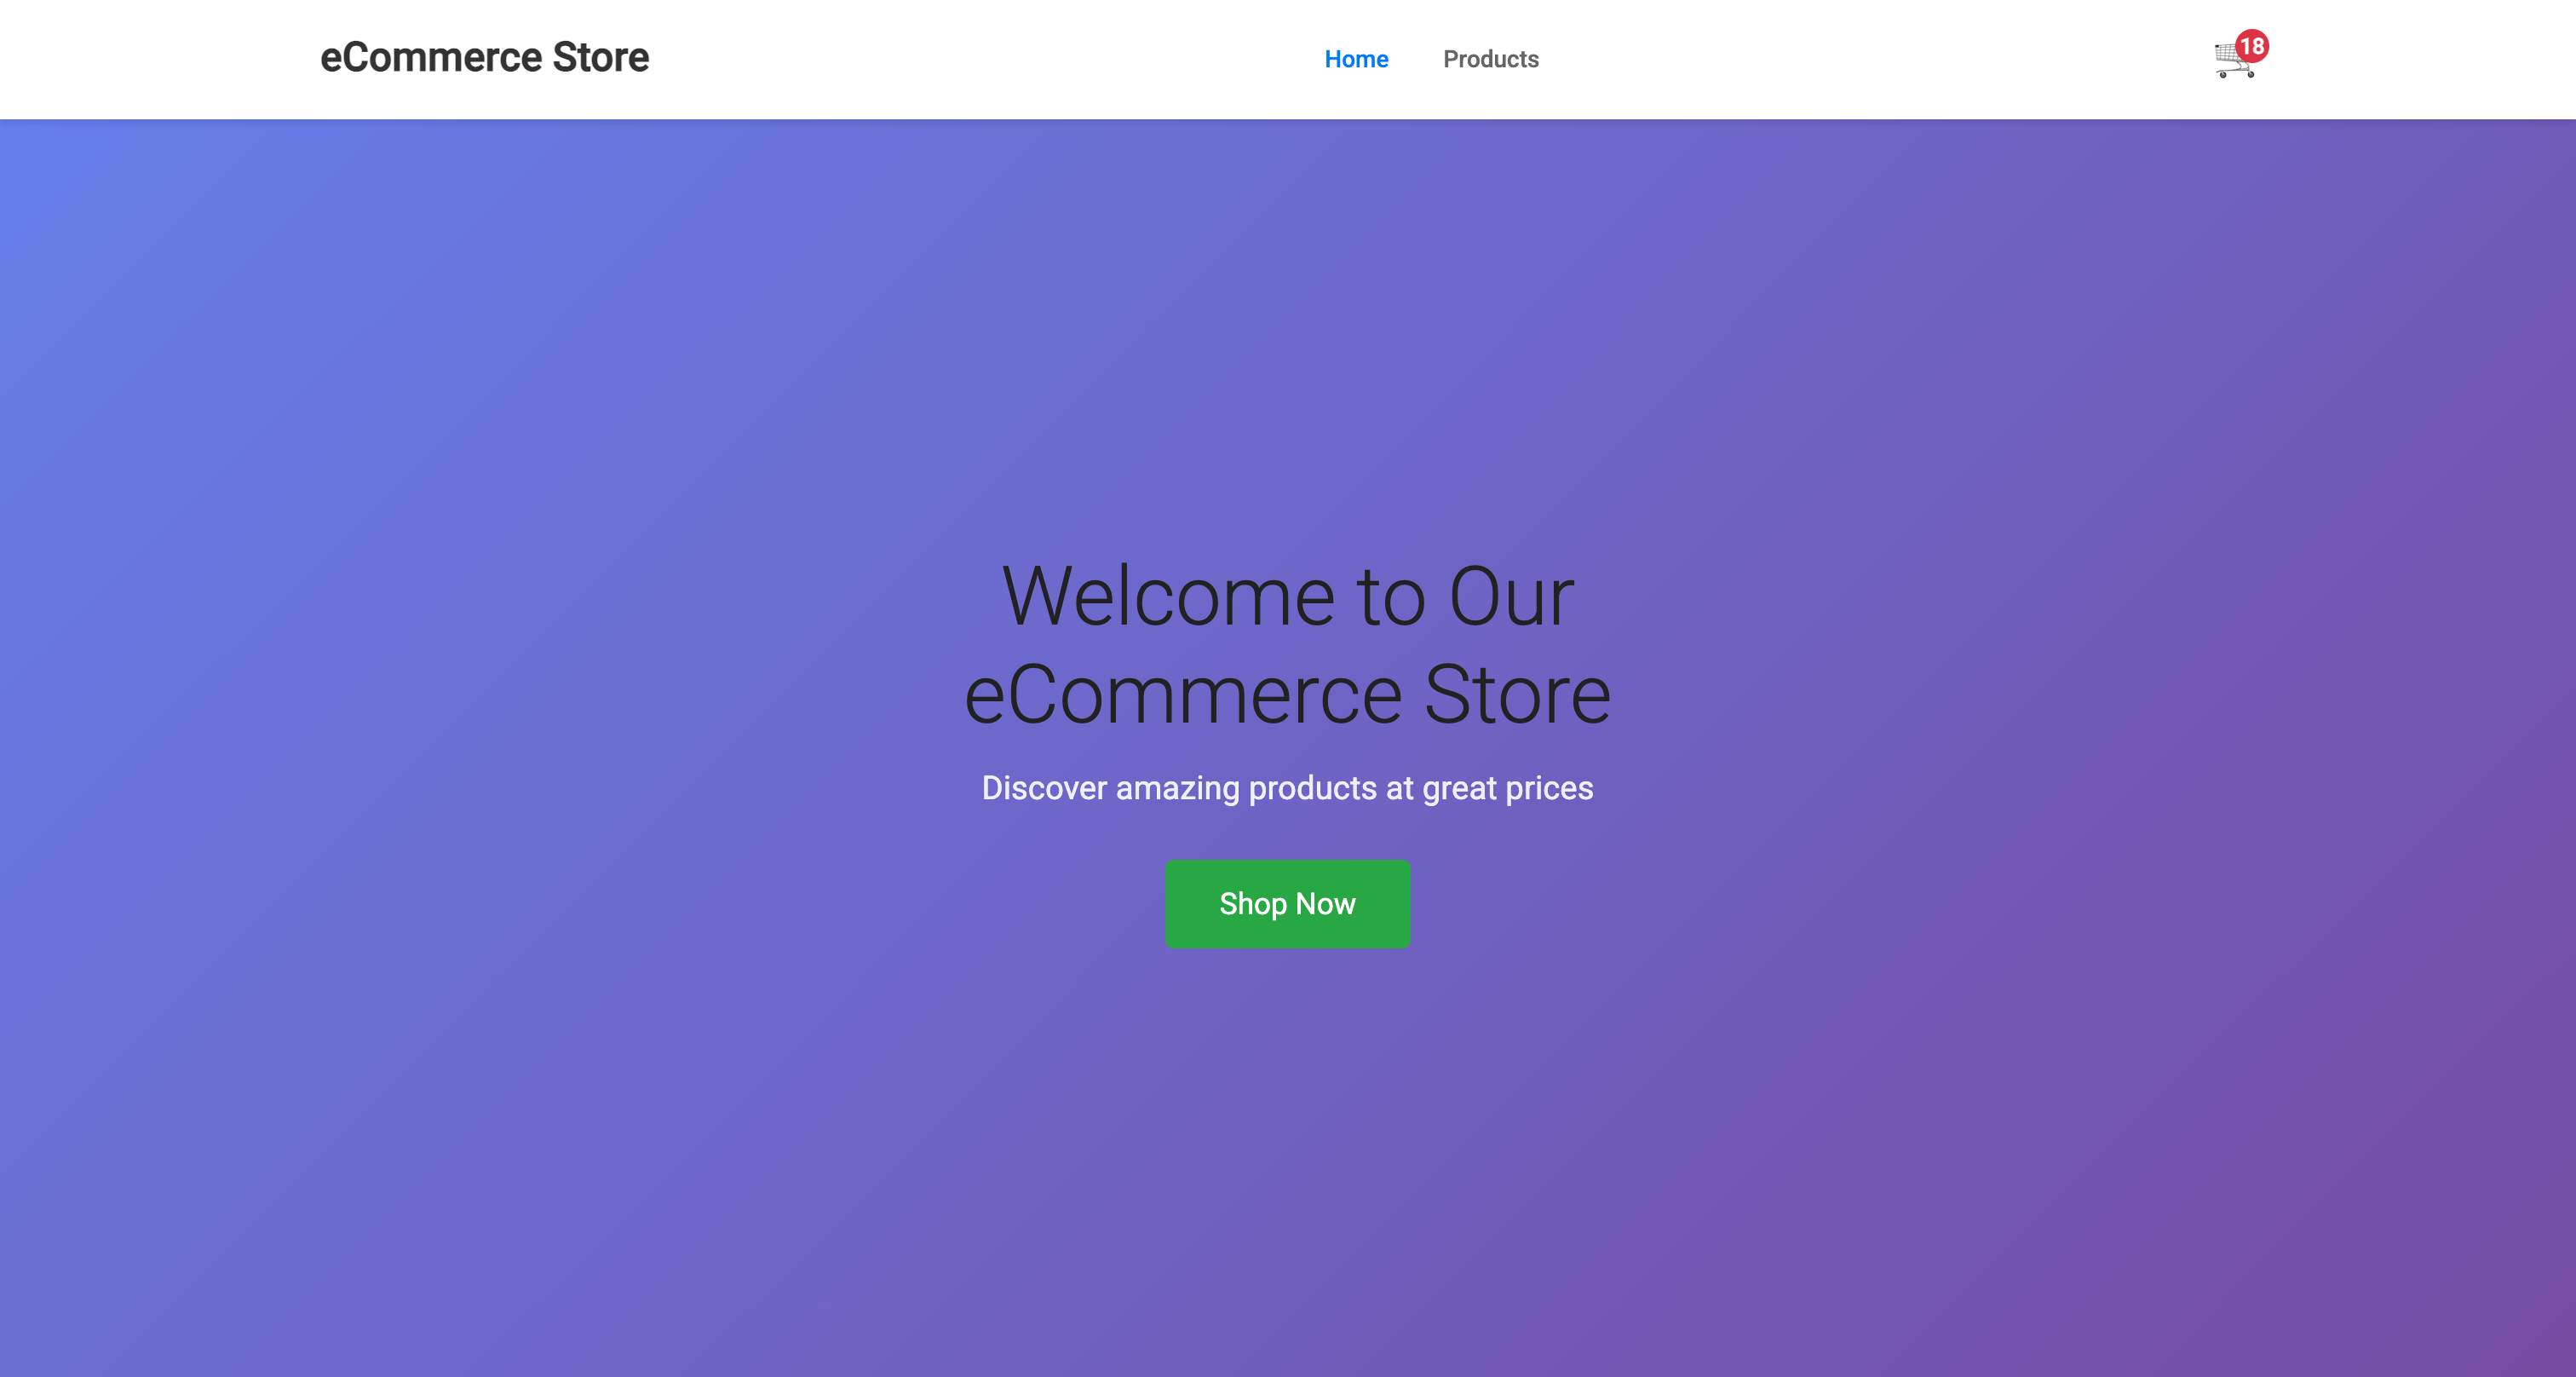 eCommerce Store
Home
Products
18
Welcome to Our
eCommerce Store
Discover amazing products at great prices
Shop Now